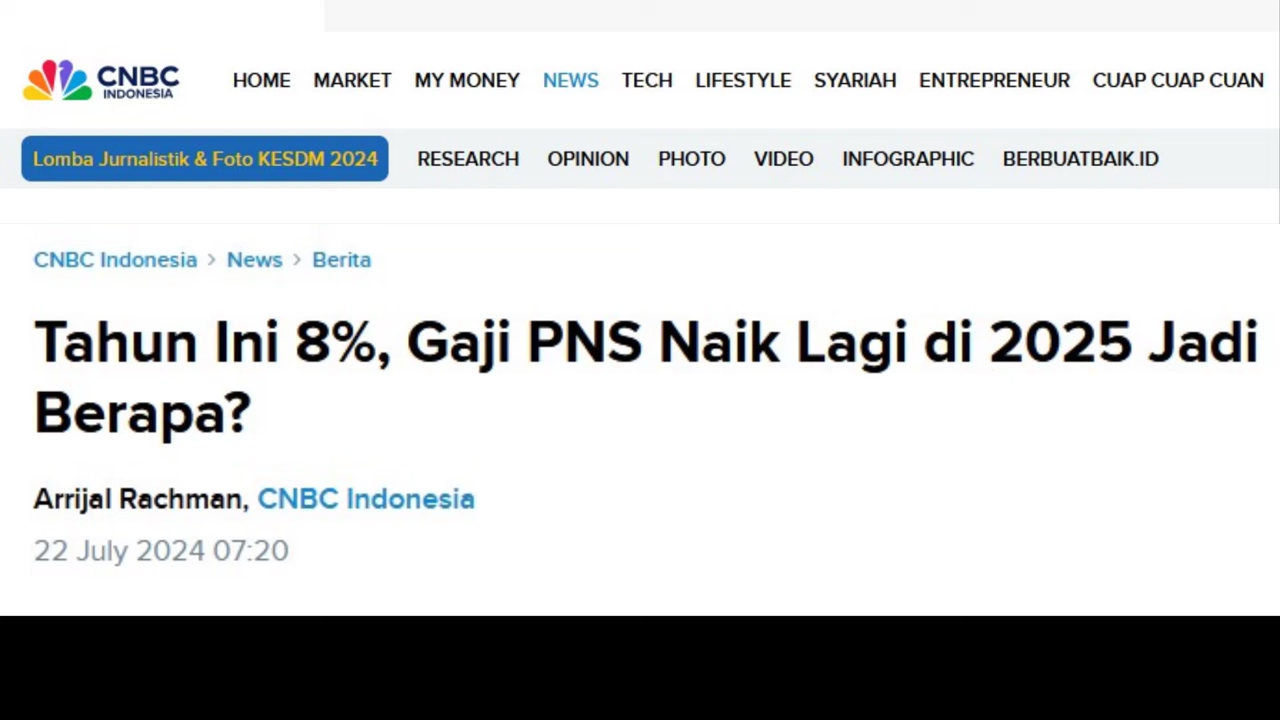 CNBC
INDONESIA
HOME MARKET MY MONEY NEWS TECH LIFESTYLE SYARIAH ENTREPRENEUR CUAP CUAP CUAN
Lomba Jurnalistik & Foto KESDM 2024 RESEARCH OPINION PHOTO VIDEO INFOGRAPHIC BERBUATBAIK.ID
CNBC Indonesia > News > Berita
Tahun Ini 8%, Gaji PNS Naik Lagi di 2025 Jadi
Berapa?
Arrijal Rachman, CNBC Indonesia
22 July 2024 07:20